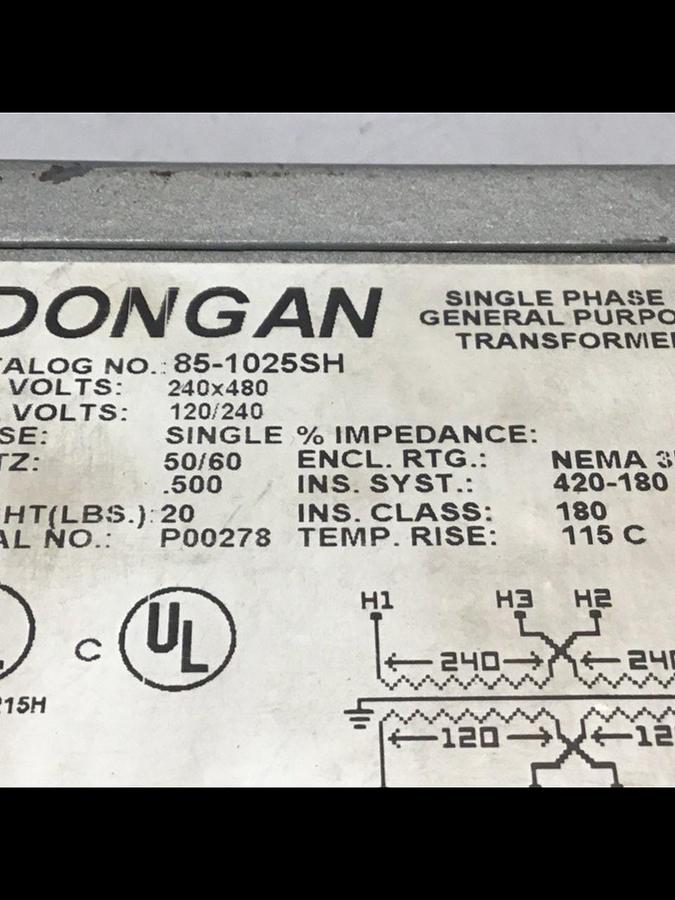 DONGAN
SINGLE PHASE
GENERAL PURPO
TRANSFORMER
TALOG NO.: 85-1025SH
VOLTS: 240x480
VOLTS: 120/240
SE: SINGLE % IMPEDANCE:
TZ: 50/60 ENCL. RTG.: NEMA 3
.500 INS. SYST.: 420-180
HT(LBS.): 20 INS. CLASS: 180
AL NO.: P00278 TEMP. RISE: 115 C
H1 H3 H2
C UL
240 240
215H
120 12